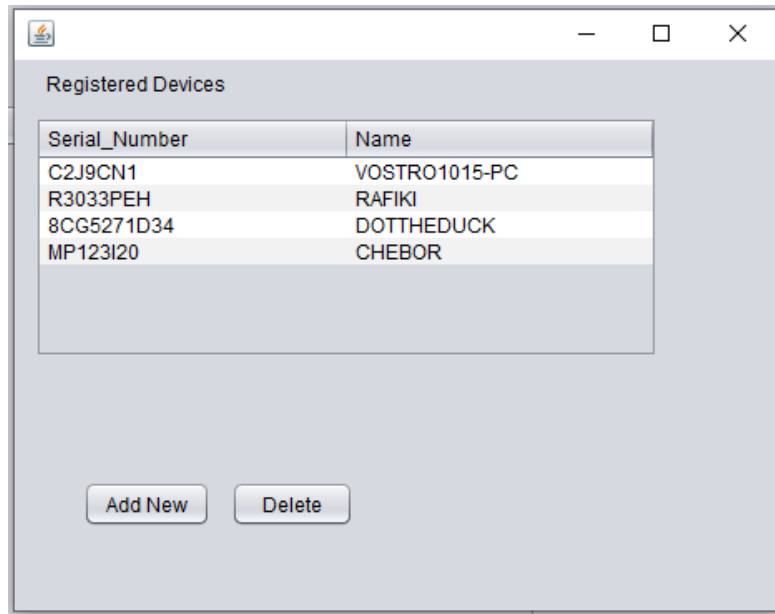 Registered Devices
Serial_Number Name
C2J9CN1 VOSTRO1015-PC
R3033PEH RAFIKI
8CG5271D34 DOTTHEDUCK
MP123I20 CHEBOR
Add New Delete